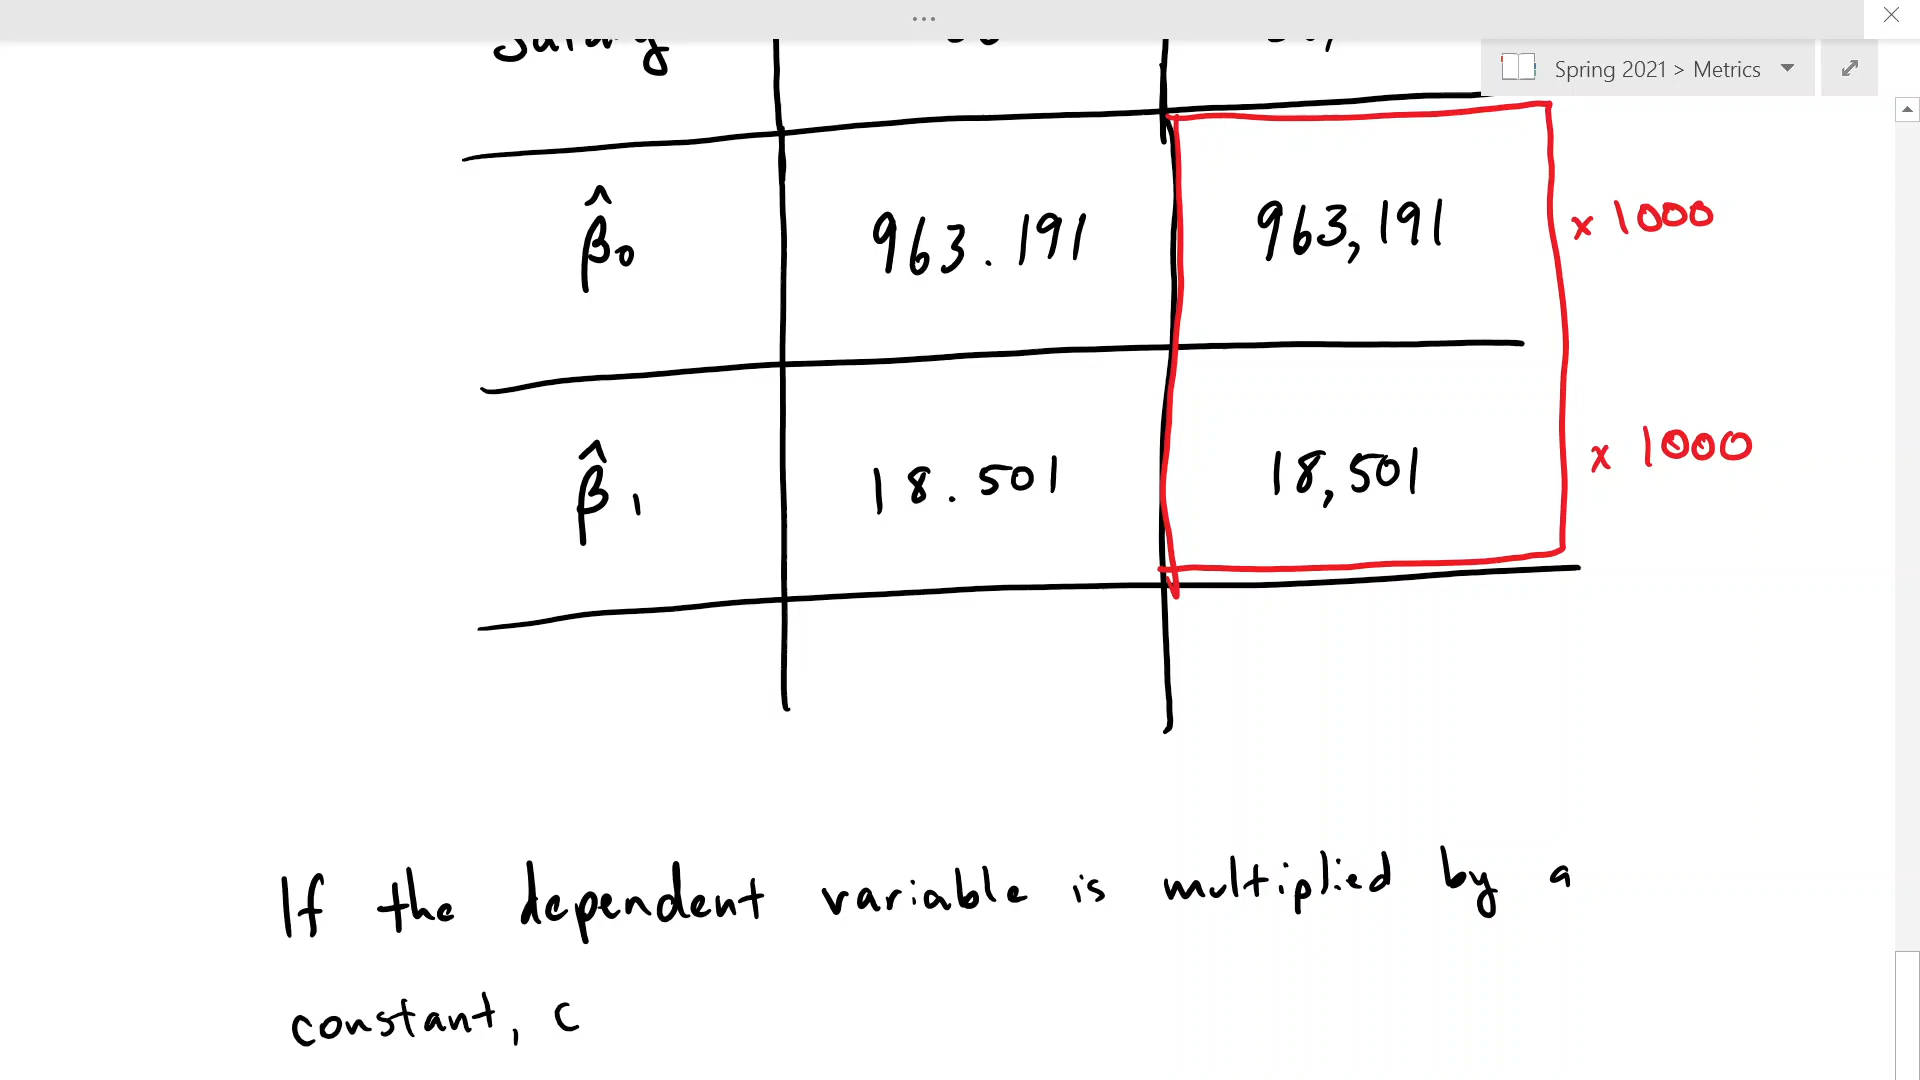 Spring 2021 > Metrics
salary
β̂₀ 963.191 963,191 x 1000
β̂₁ 18.501 18,501 x 1000
If the dependent variable is multiplied by a
constant, c